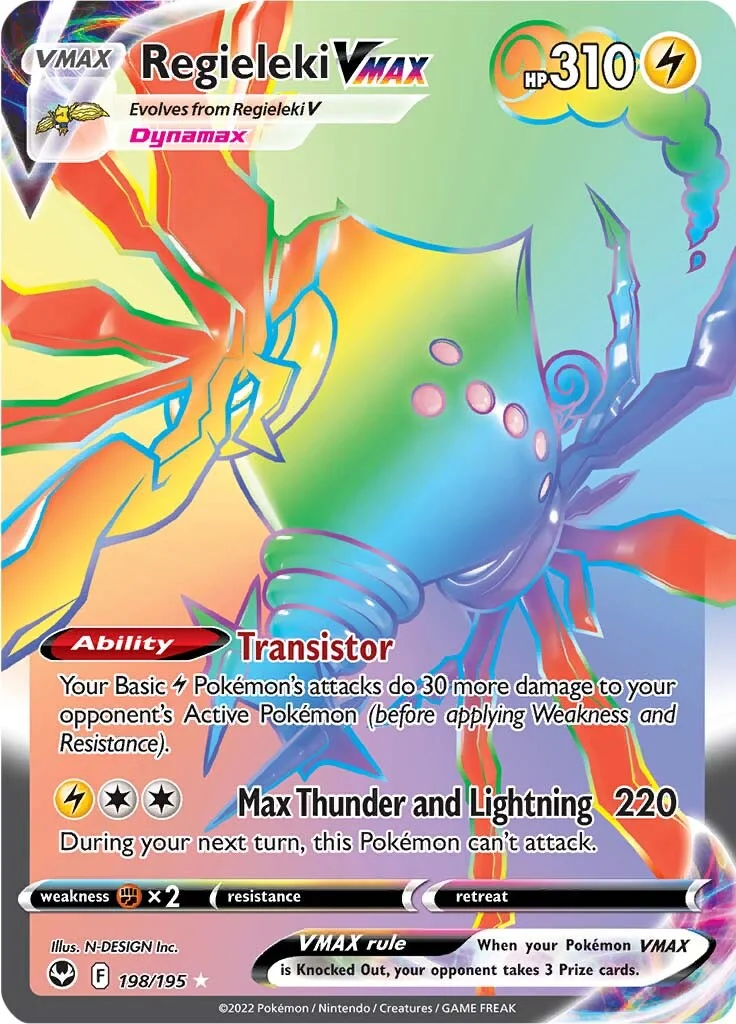 VMAX
Regieleki VMAX
HP 310
Evolves from Regieleki V
Dynamax
Ability
Transistor
Your Basic Pokémon's attacks do 30 more damage to your
opponent's Active Pokémon (before applying Weakness and
Resistance).
Max Thunder and Lightning 220
During your next turn, this Pokémon can't attack.
weakness ×2 resistance retreat
Illus. N-DESIGN Inc.
F 198/195
VMAX rule When your Pokémon VMAX
is Knocked Out, your opponent takes 3 Prize cards.
©2022 Pokémon / Nintendo / Creatures / GAME FREAK